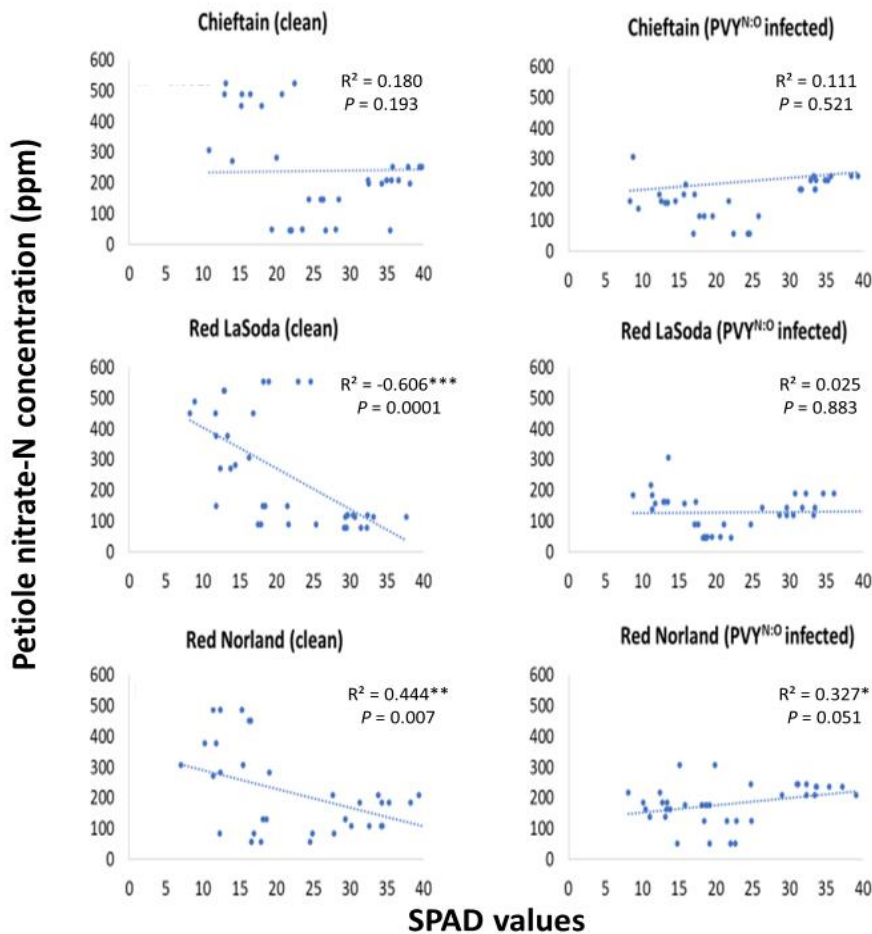 Petiole nitrate-N concentration (ppm)
Chieftain (clean)
R² = 0.180
P = 0.193
600
500
400
300
200
100
0
0 5 10 15 20 25 30 35 40
Chieftain (PVY^N:O infected)
R² = 0.111
P = 0.521
600
500
400
300
200
100
0
0 5 10 15 20 25 30 35 40
Red LaSoda (clean)
R² = -0.606***
P = 0.0001
600
500
400
300
200
100
0
0 5 10 15 20 25 30 35 40
Red LaSoda (PVY^N:O infected)
R² = 0.025
P = 0.883
600
500
400
300
200
100
0
0 5 10 15 20 25 30 35 40
Red Norland (clean)
R² = 0.444**
P = 0.007
600
500
400
300
200
100
0
0 5 10 15 20 25 30 35 40
Red Norland (PVY^N:O infected)
R² = 0.327*
P = 0.051
600
500
400
300
200
100
0
0 5 10 15 20 25 30 35 40
SPAD values